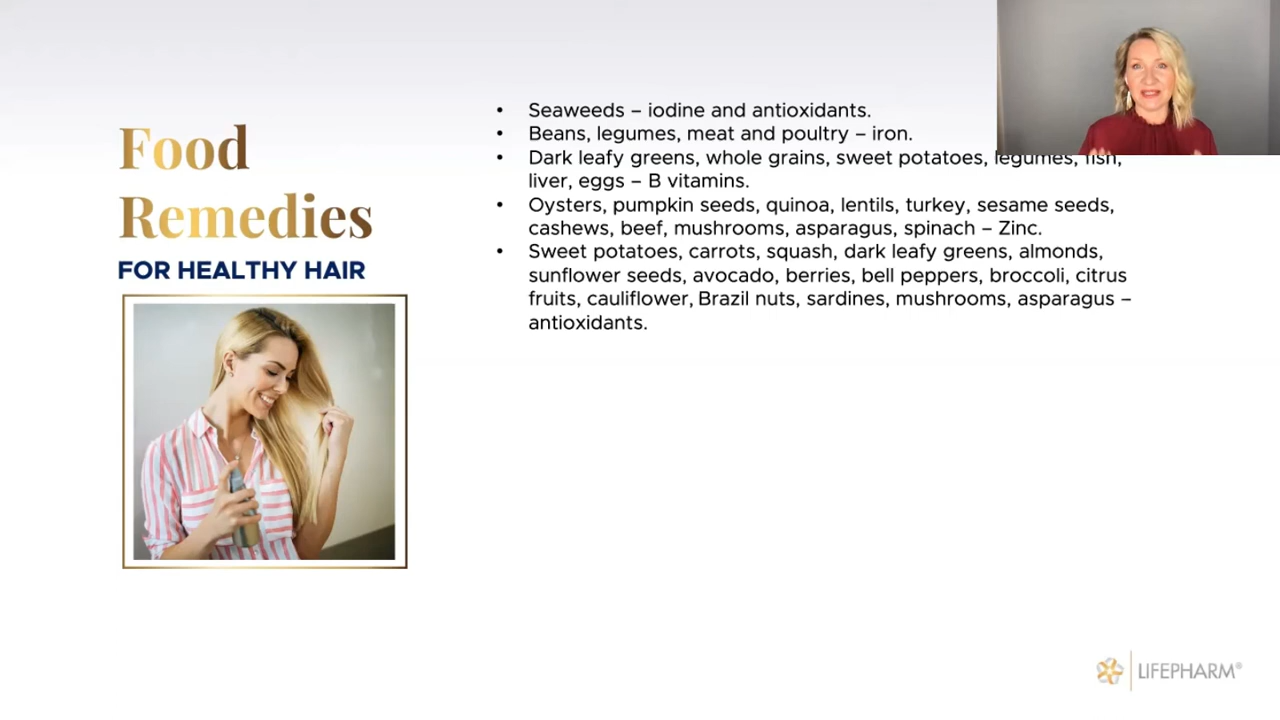 Food
Remedies
FOR HEALTHY HAIR
• Seaweeds – iodine and antioxidants.
• Beans, legumes, meat and poultry – iron.
• Dark leafy greens, whole grains, sweet potatoes, legumes, fish,
liver, eggs – B vitamins.
• Oysters, pumpkin seeds, quinoa, lentils, turkey, sesame seeds,
cashews, beef, mushrooms, asparagus, spinach – Zinc.
• Sweet potatoes, carrots, squash, dark leafy greens, almonds,
sunflower seeds, avocado, berries, bell peppers, broccoli, citrus
fruits, cauliflower, Brazil nuts, sardines, mushrooms, asparagus –
antioxidants.
LIFEPHARM®